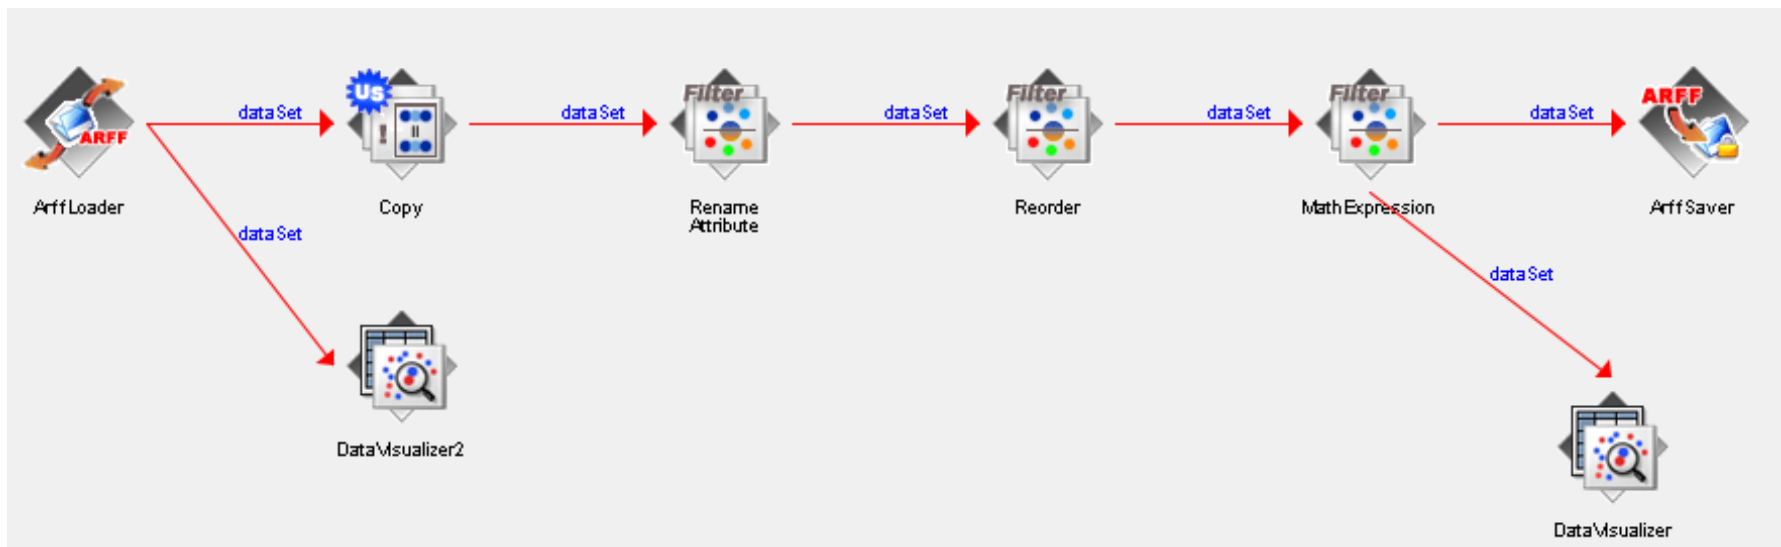 Us
Filter
Filter
Filter
ARFF
ARFF
dataSet
dataSet
dataSet
dataSet
dataSet
ArffLoader
Copy
Rename
Attribute
Reorder
MathExpression
ArffSaver
dataSet
dataSet
DataVisualizer2
DataVisualizer